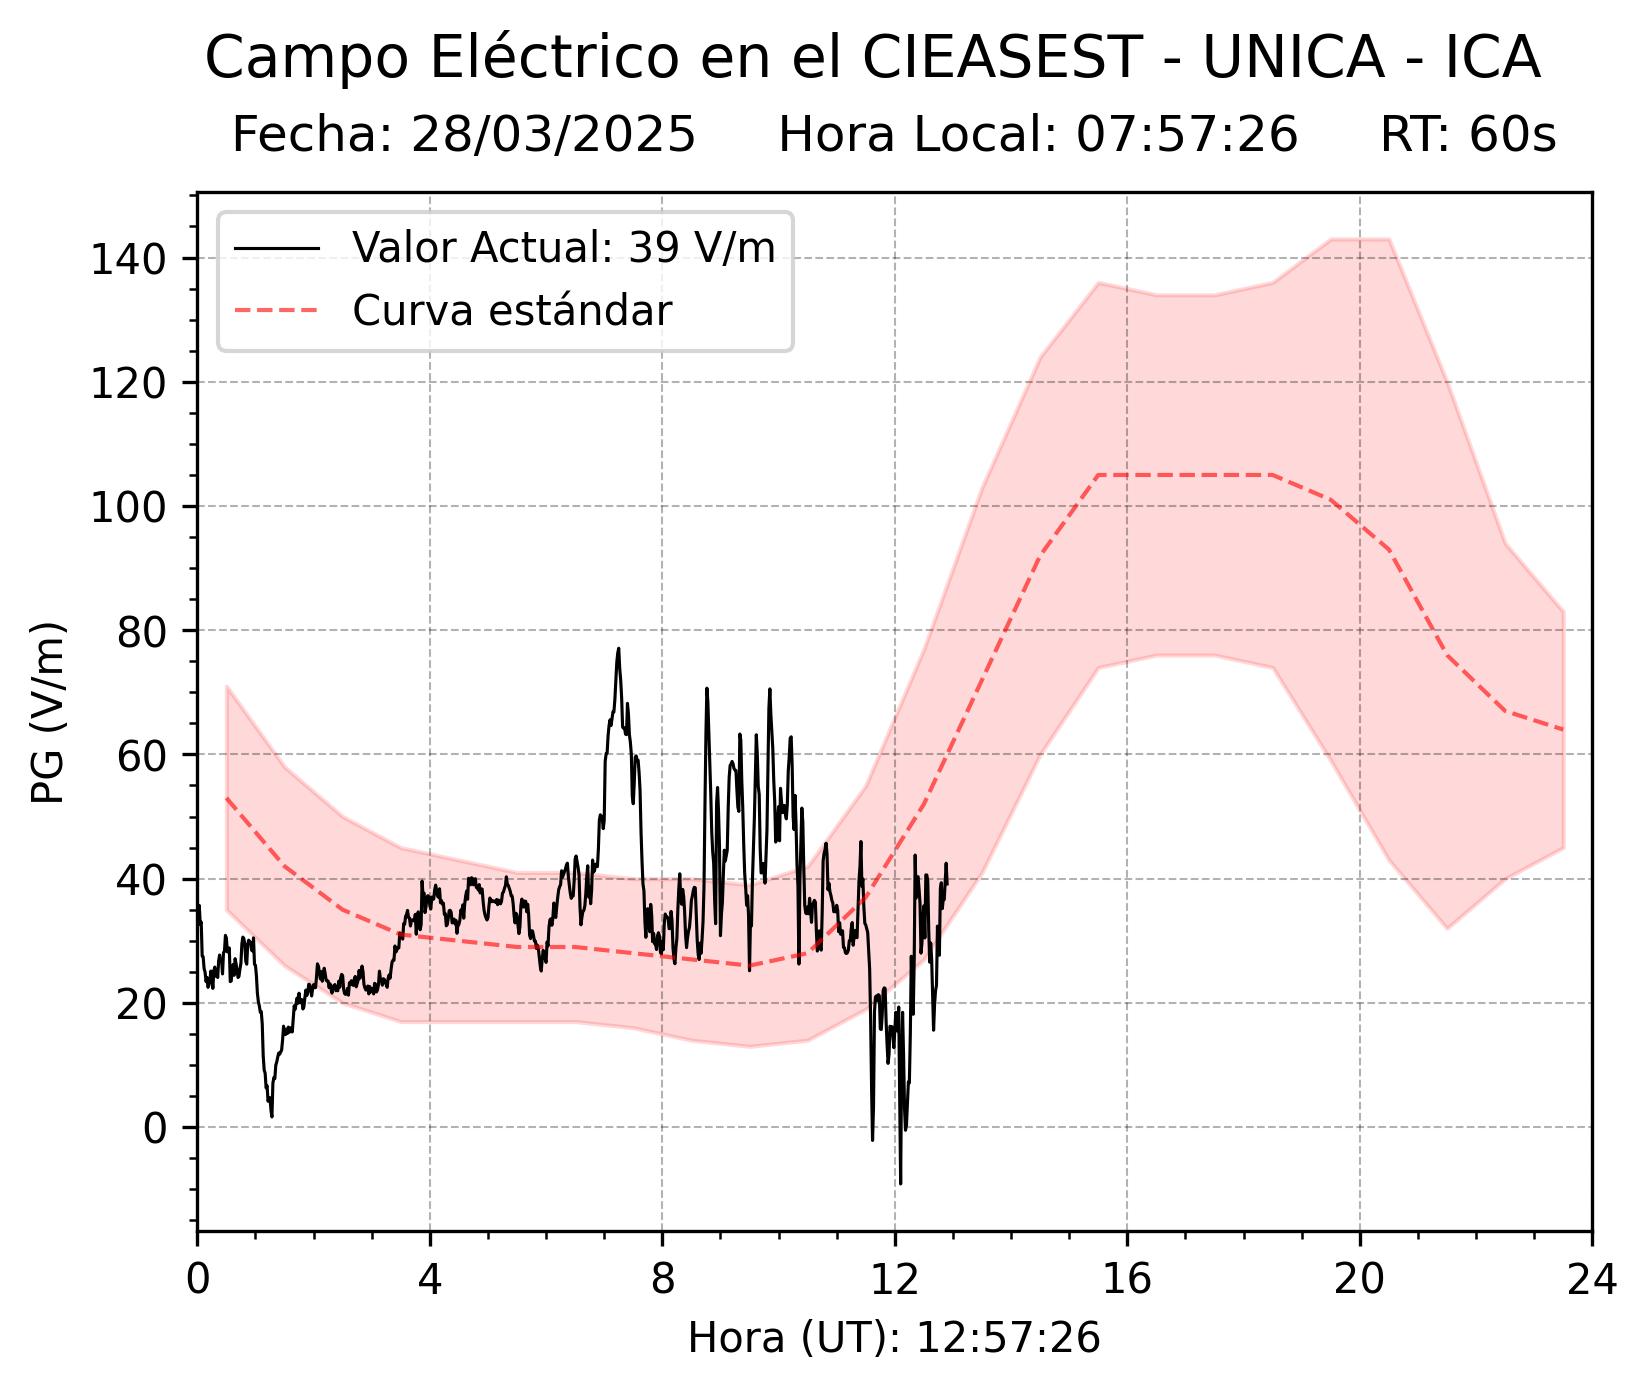 Campo Eléctrico en el CIEASEST - UNICA - ICA
Fecha: 28/03/2025 Hora Local: 07:57:26 RT: 60s
Valor Actual: 39 V/m
Curva estándar
PG (V/m)
140
120
100
80
60
40
20
0
0 4 8 12 16 20 24
Hora (UT): 12:57:26